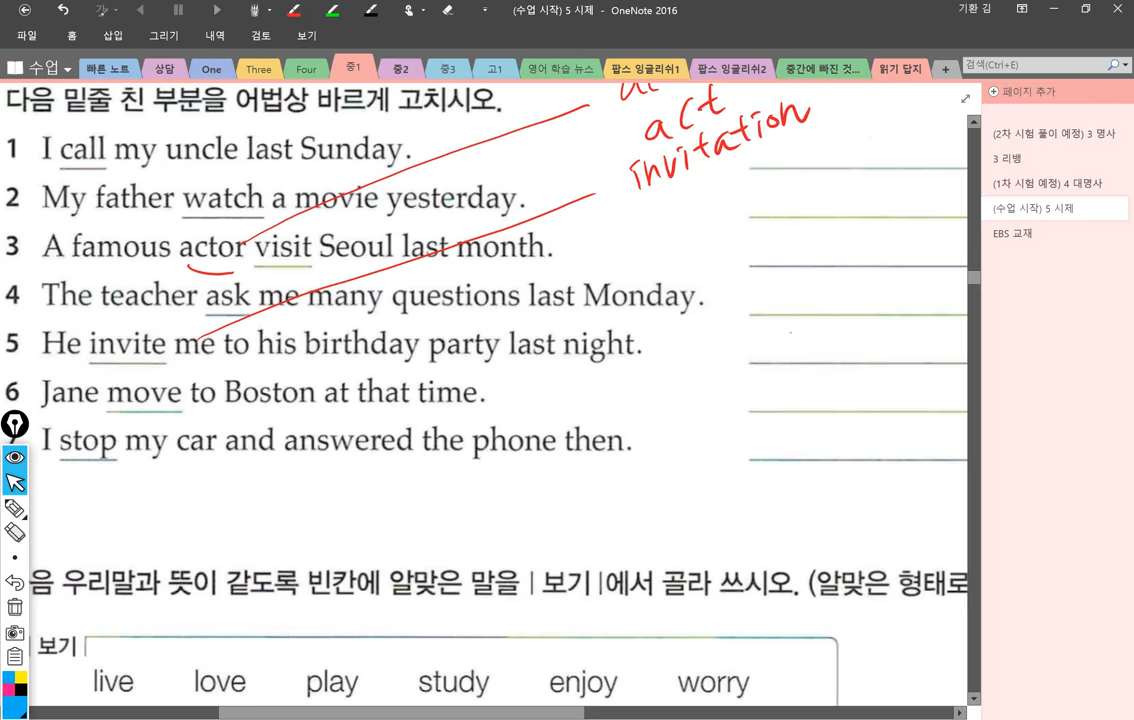 (수업 시작) 5 시제 - OneNote 2016
기환 김
파일 홈 삽입 그리기 내역 검토 보기
수업 빠른 노트 상담 One Three Four 중1 중2 중3 고1 영어 학습 뉴스 팝스 잉글리쉬1 팝스 잉글리쉬2 중간에 빠진 것... 읽기 답지 + 검색(Ctrl+E)
페이지 추가
(2차 시험 풀이 예정) 3 명사
3 리뱅
(1차 시험 예정) 4 대명사
(수업 시작) 5 시제
EBS 교재
다음 밑줄 친 부분을 어법상 바르게 고치시오.
act
invitation
1 I call my uncle last Sunday.
2 My father watch a movie yesterday.
3 A famous actor visit Seoul last month.
4 The teacher ask me many questions last Monday.
5 He invite me to his birthday party last night.
6 Jane move to Boston at that time.
I stop my car and answered the phone then.
음 우리말과 뜻이 같도록 빈칸에 알맞은 말을 | 보기 |에서 골라 쓰시오. (알맞은 형태로
| 보기 |
live love play study enjoy worry